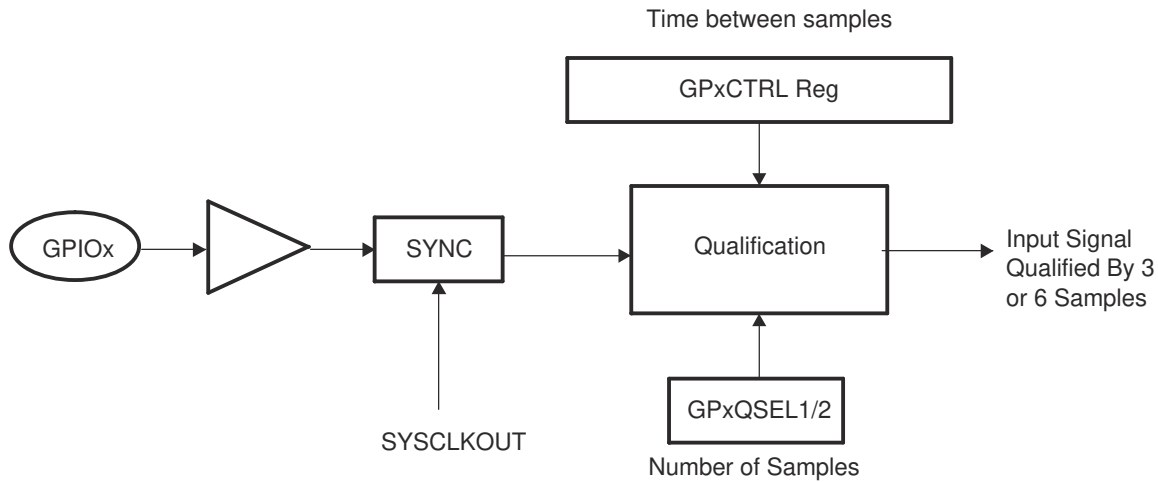 Time between samples
GPxCTRL Reg
GPIOx
SYNC
Qualification
Input Signal
Qualified By 3
or 6 Samples
GPxQSEL1/2
SYSCLKOUT
Number of Samples